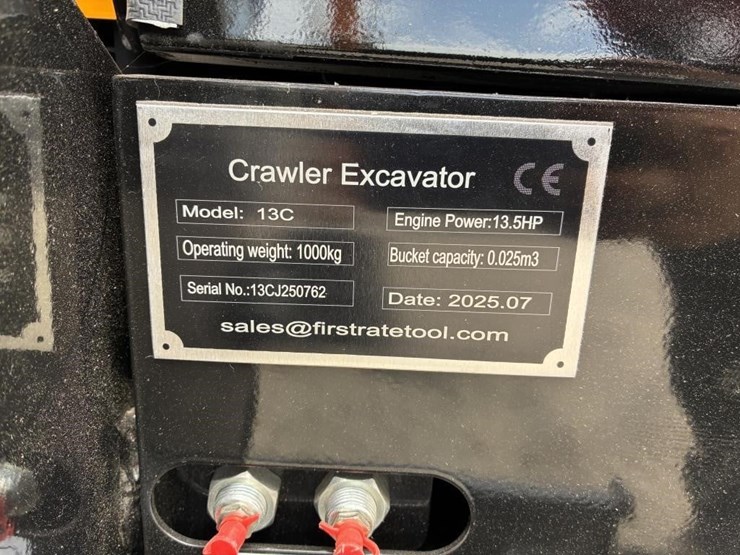 Crawler Excavator CE
Model: 13C
Engine Power:13.5HP
Operating weight: 1000kg
Bucket capacity: 0.025m3
Serial No.:13CJ250762
Date: 2025.07
sales@firstratetool.com